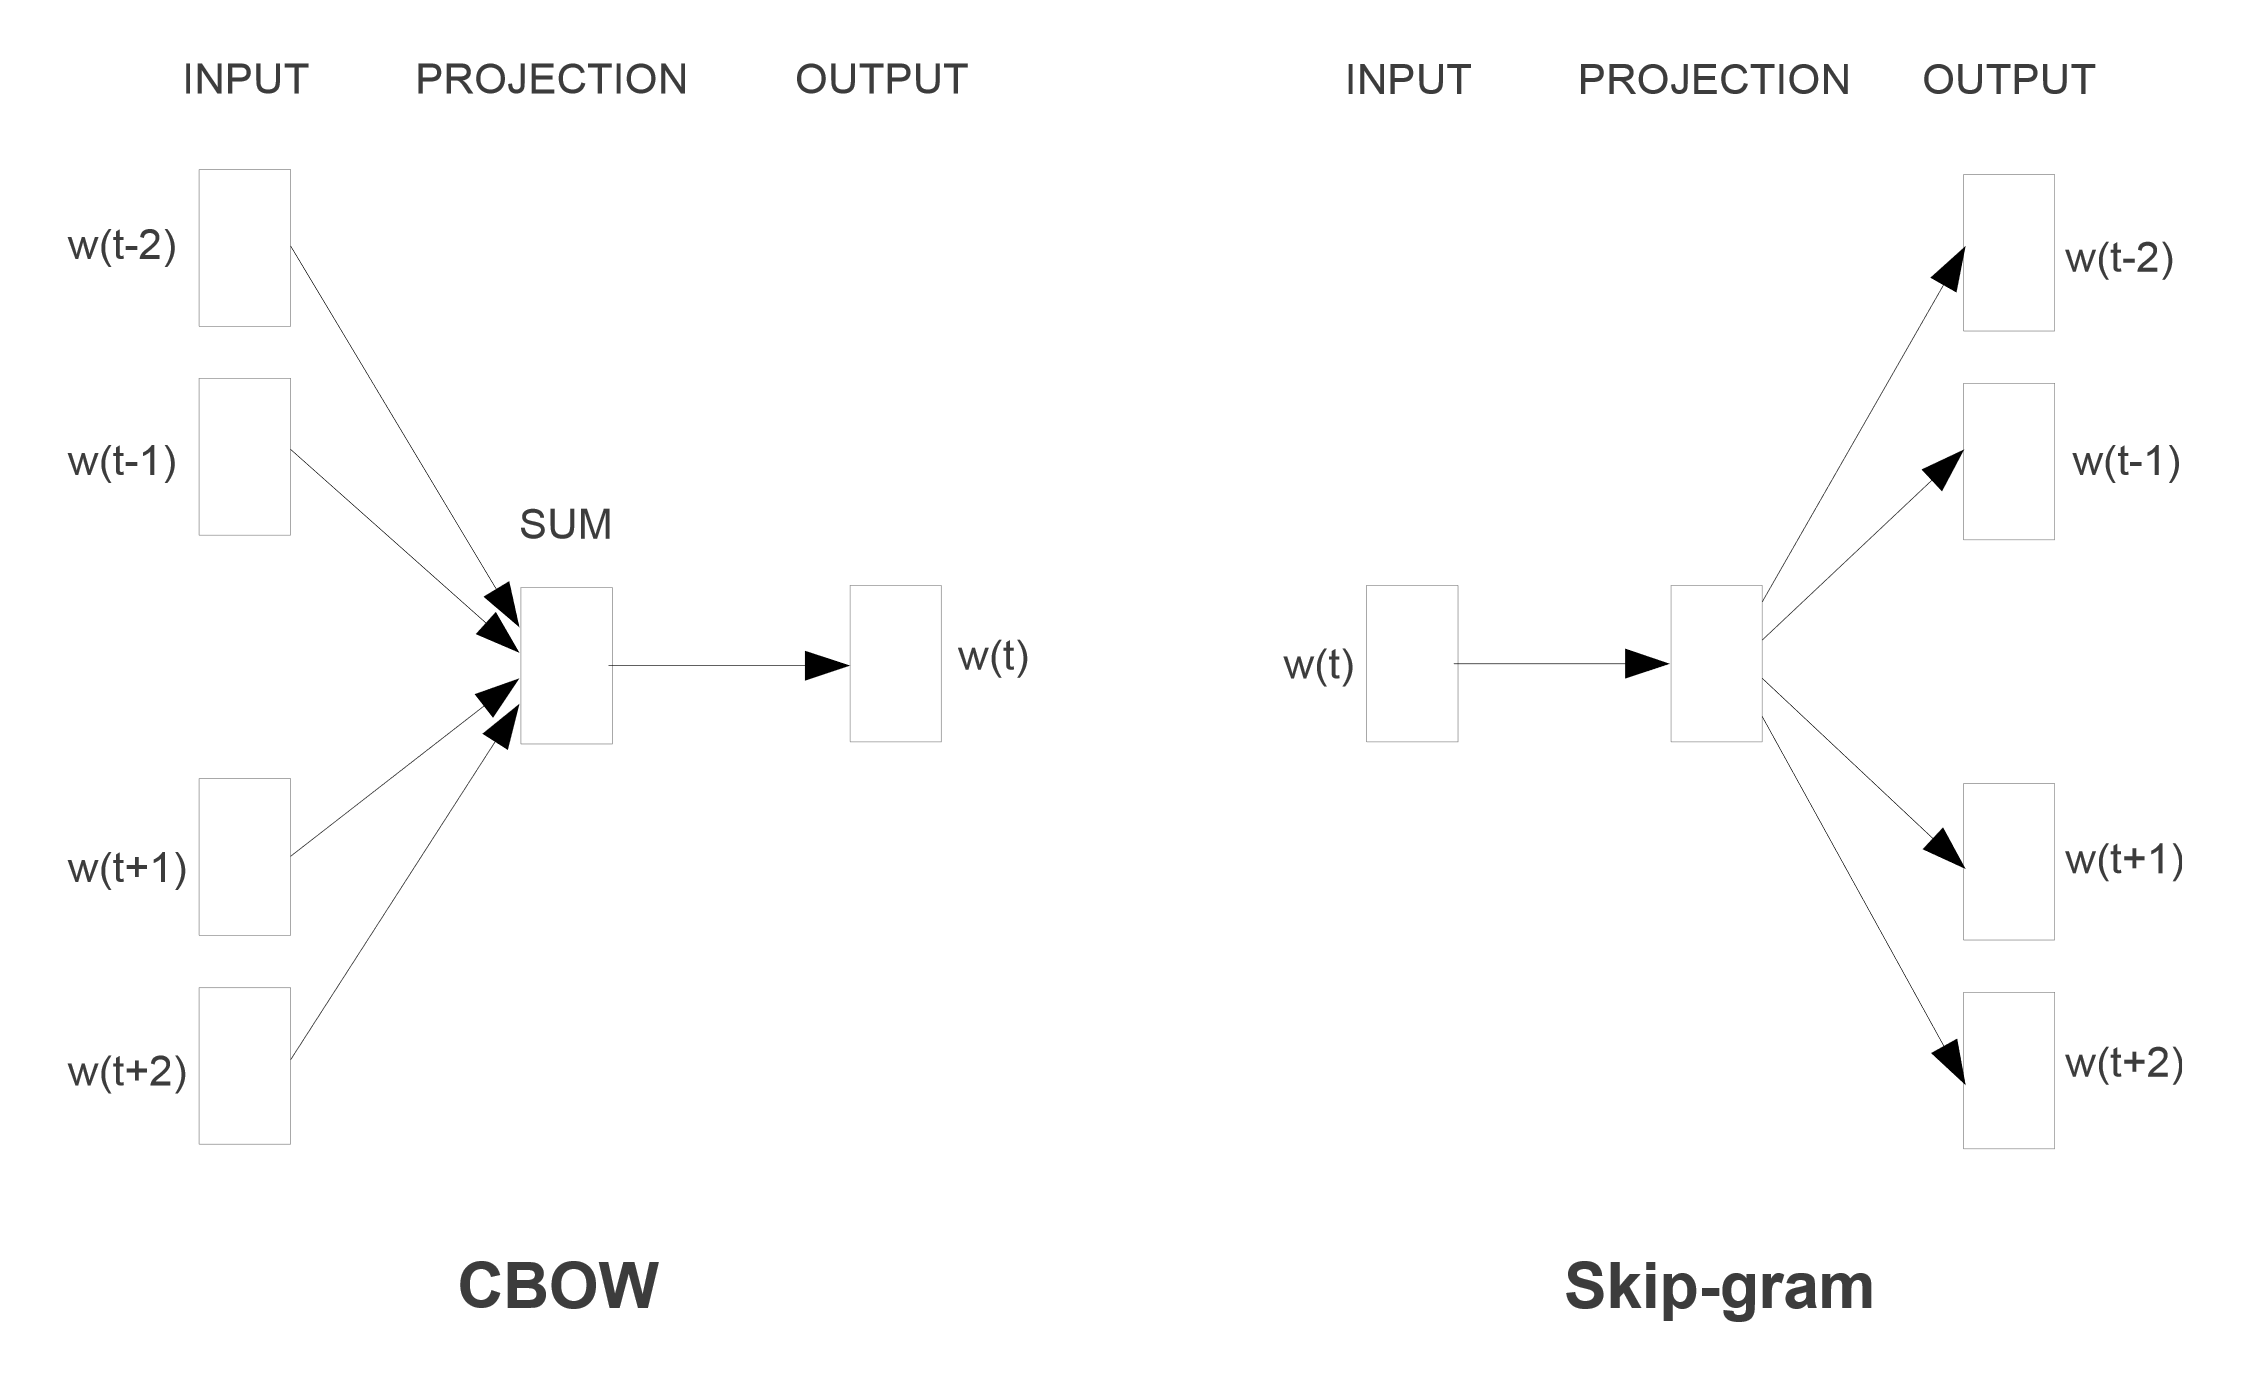 INPUT PROJECTION OUTPUT
w(t-2)
w(t-1)
SUM
w(t)
w(t+1)
w(t+2)
CBOW
INPUT PROJECTION OUTPUT
w(t-2)
w(t-1)
w(t)
w(t+1)
w(t+2)
Skip-gram